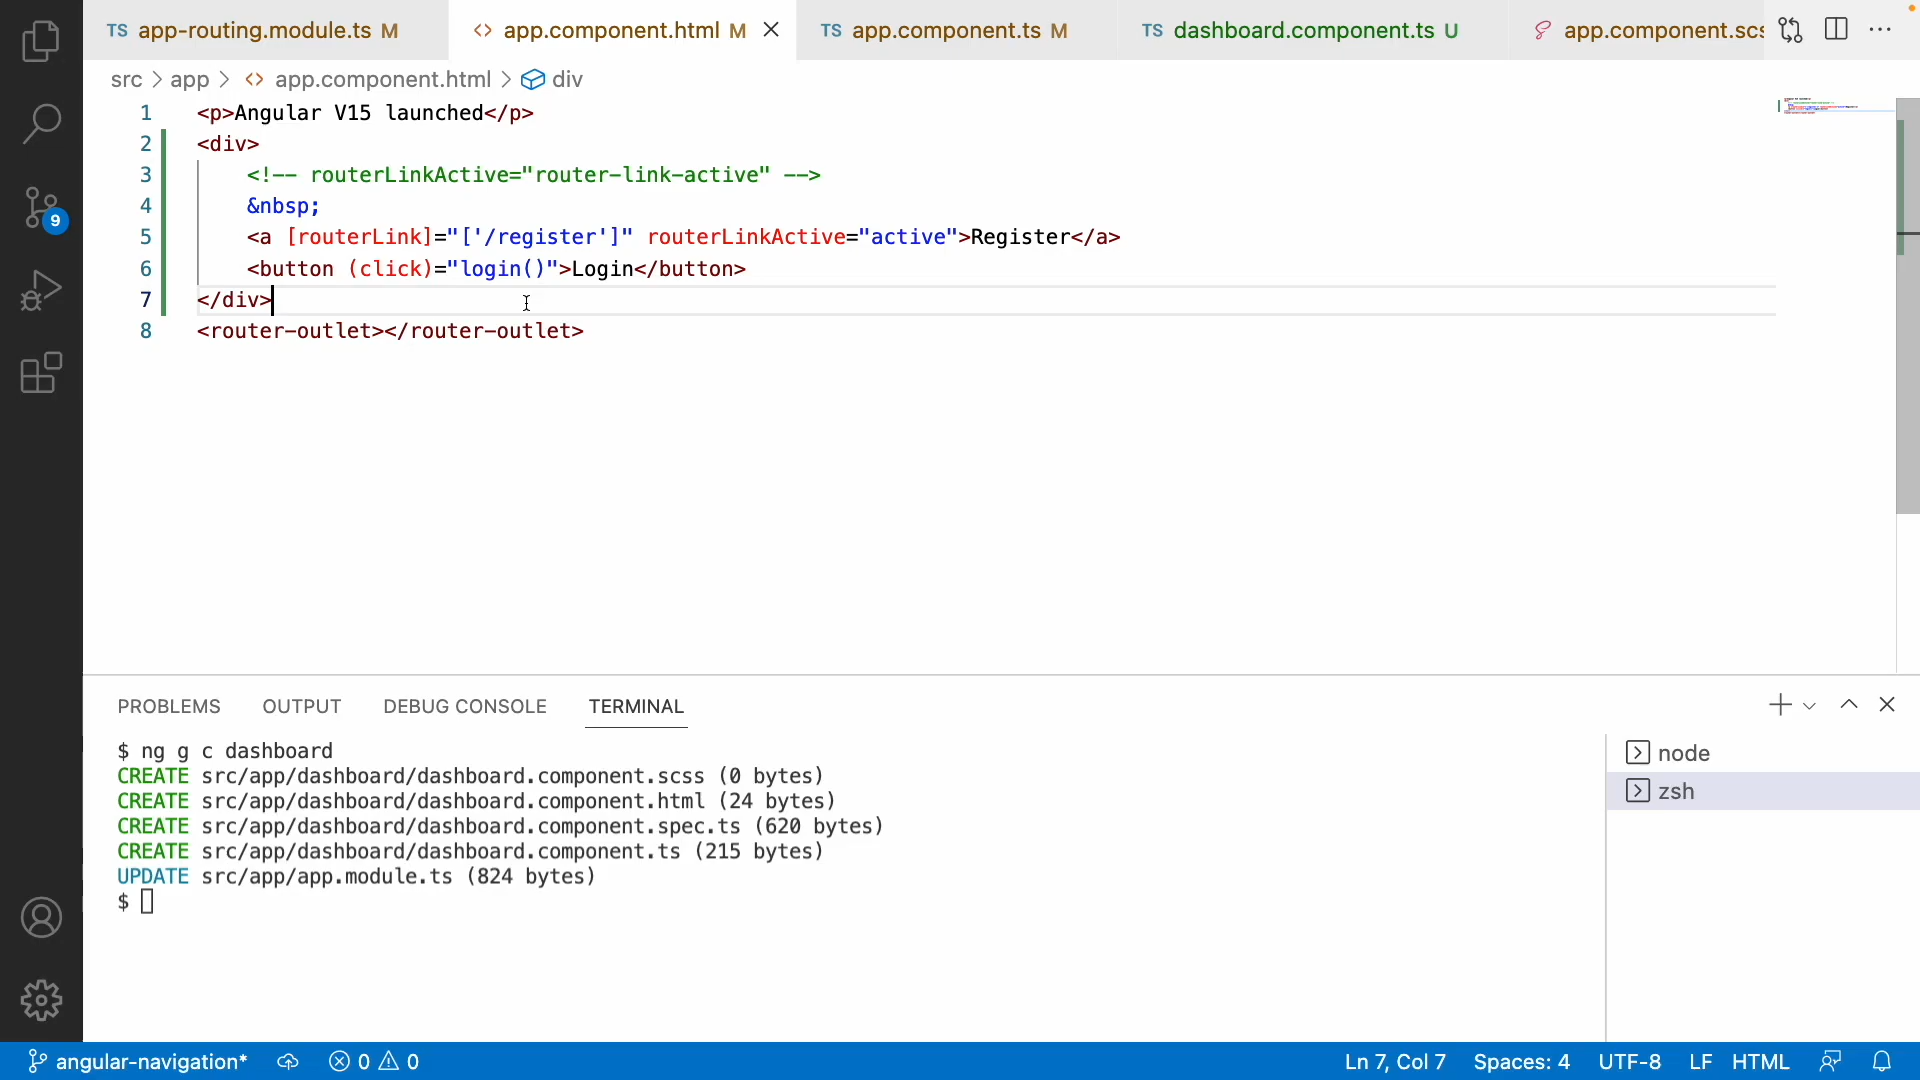 TS app-routing.module.ts M <> app.component.html M TS app.component.ts M TS dashboard.component.ts U app.component.scs
src > app > <> app.component.html > div
1 <p>Angular V15 launched</p>
2 <div>
3 <!-- routerLinkActive="router-link-active" -->
4 &nbsp;
5 <a [routerLink]="['/register']" routerLinkActive="active">Register</a>
6 <button (click)="login()">Login</button>
7 </div>
8 <router-outlet></router-outlet>
9
PROBLEMS OUTPUT DEBUG CONSOLE TERMINAL
$ ng g c dashboard
CREATE src/app/dashboard/dashboard.component.scss (0 bytes)
CREATE src/app/dashboard/dashboard.component.html (24 bytes)
CREATE src/app/dashboard/dashboard.component.spec.ts (620 bytes)
CREATE src/app/dashboard/dashboard.component.ts (215 bytes)
UPDATE src/app/app.module.ts (824 bytes)
$
node
zsh
angular-navigation* 0 0 Ln 7, Col 7 Spaces: 4 UTF-8 LF HTML